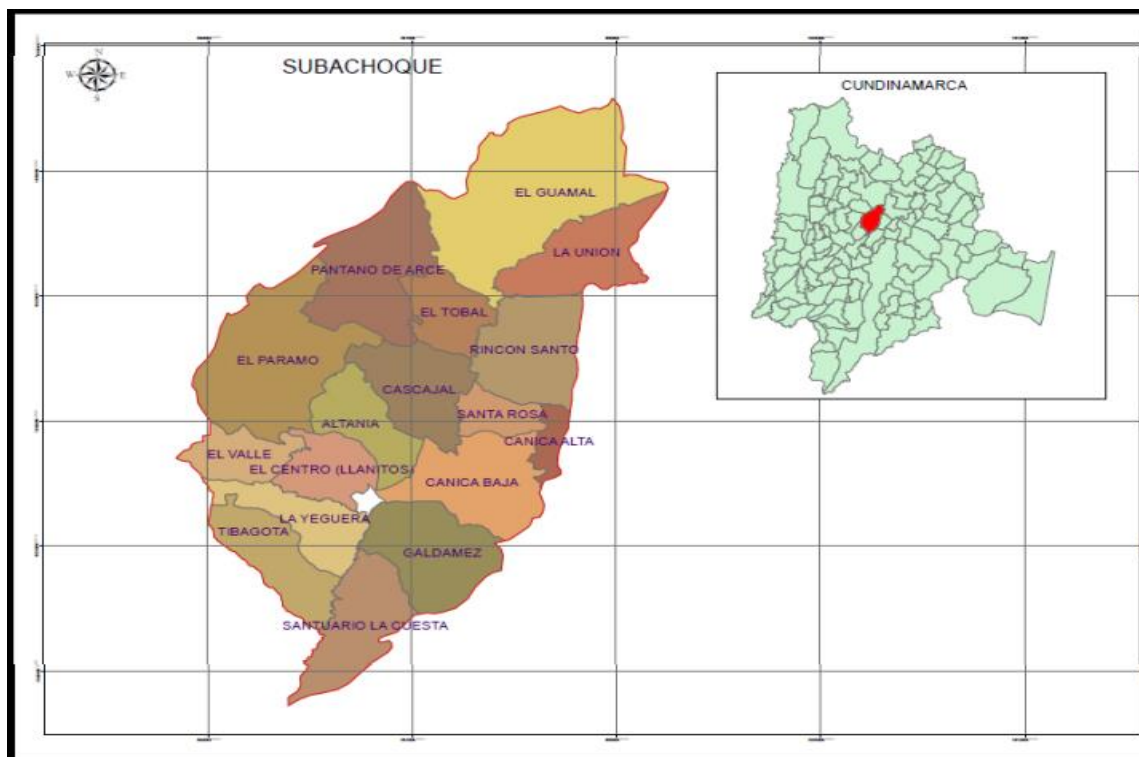 N
W E
S
SUBACHOQUE
CUNDINAMARCA
EL GUAMAL
LA UNION
PANTANO DE ARCE
EL TOBAL
RINCON SANTO
EL PARAMO
CASCAJAL
SANTA ROSA
ALTANIA
CANICA ALTA
EL VALLE
EL CENTRO (LLANITOS)
CANICA BAJA
LA YEGUERA
TIBAGOTA
GALDAMEZ
SANTUARIO LA CUESTA